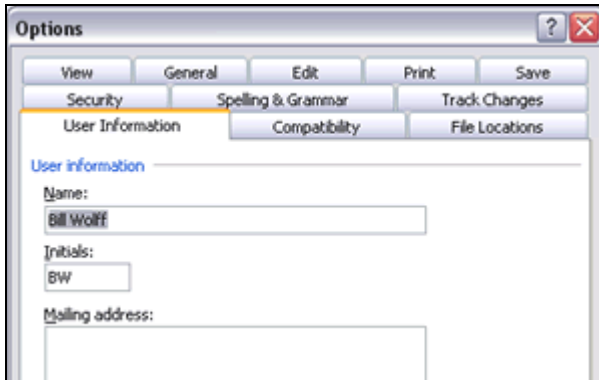 Options
View General Edit Print Save
Security Spelling & Grammar Track Changes
User Information Compatibility File Locations
User information
Name:
Bill Wolff
Initials:
BW
Mailing address: